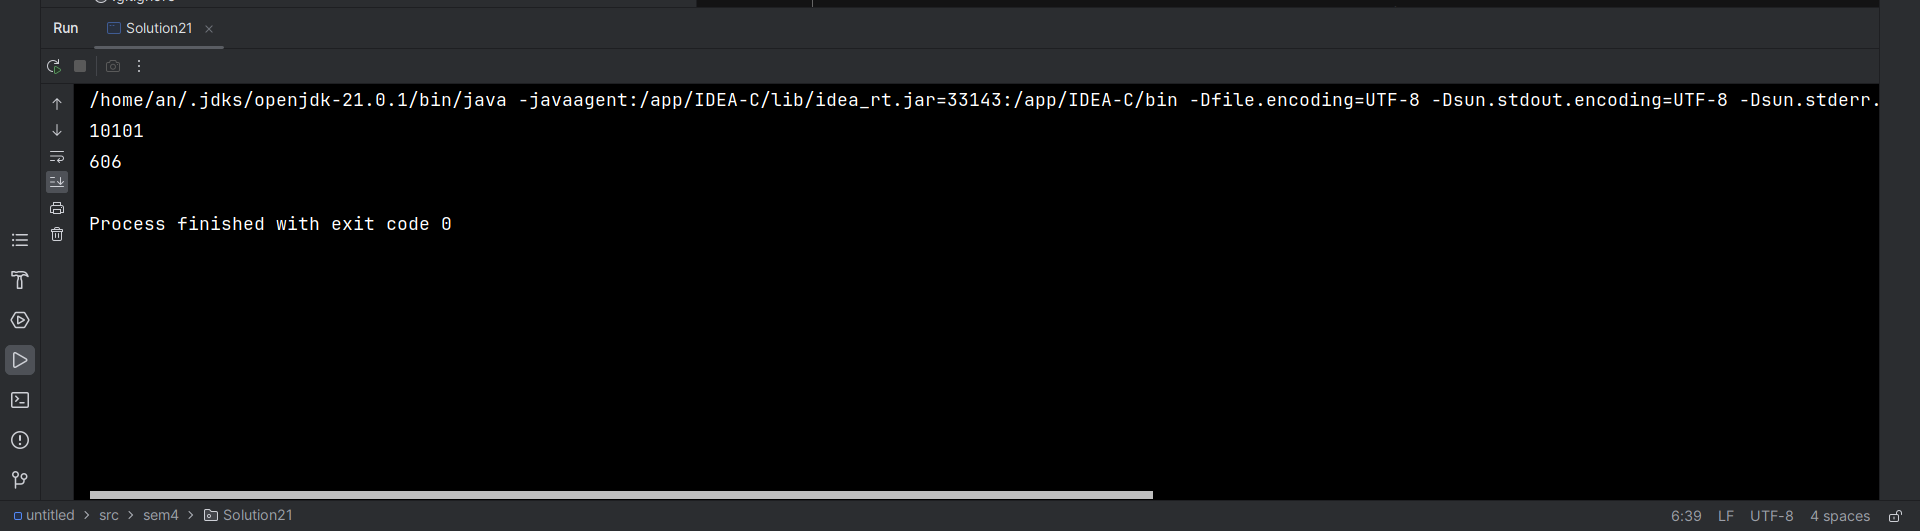 Run Solution21
/home/an/.jdks/openjdk-21.0.1/bin/java -javaagent:/app/IDEA-C/lib/idea_rt.jar=33143:/app/IDEA-C/bin -Dfile.encoding=UTF-8 -Dsun.stdout.encoding=UTF-8 -Dsun.stderr.
10101
606
Process finished with exit code 0
untitled > src > sem4 > Solution21 6:39 LF UTF-8 4 spaces